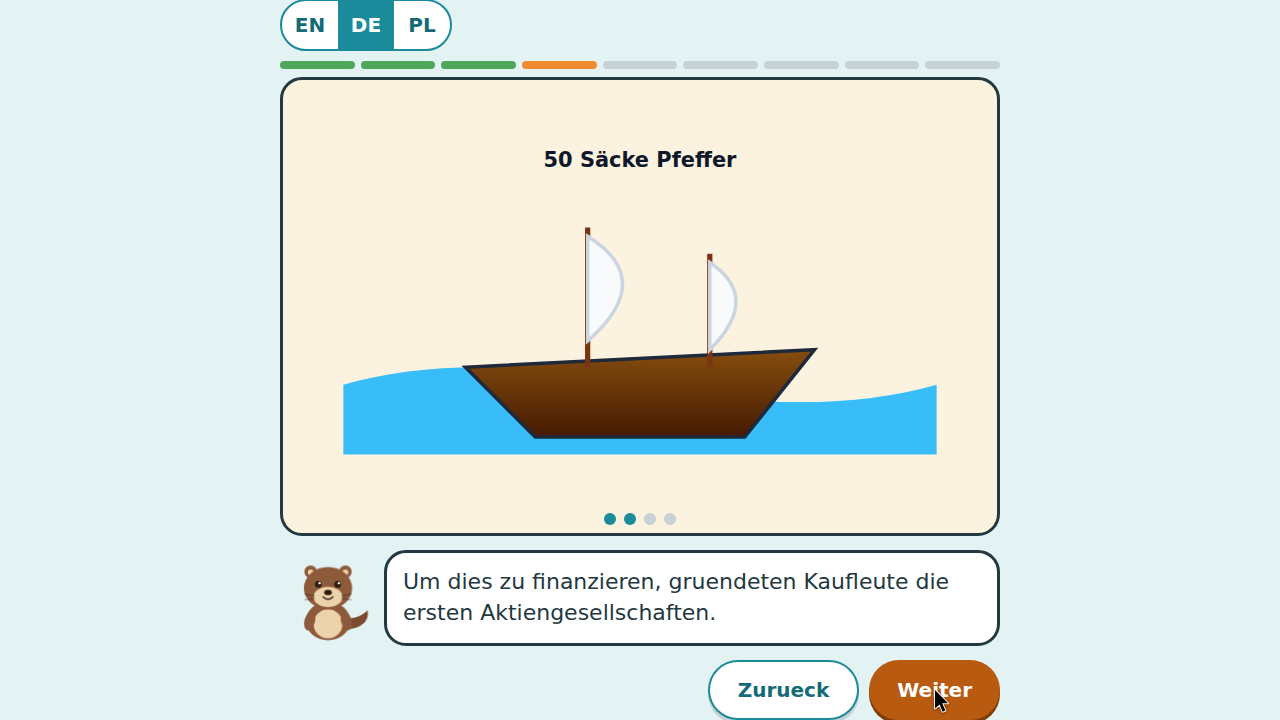 EN DE PL
50 Säcke Pfeffer
Um dies zu finanzieren, gruendeten Kaufleute die
ersten Aktiengesellschaften.
Zurueck Weiter